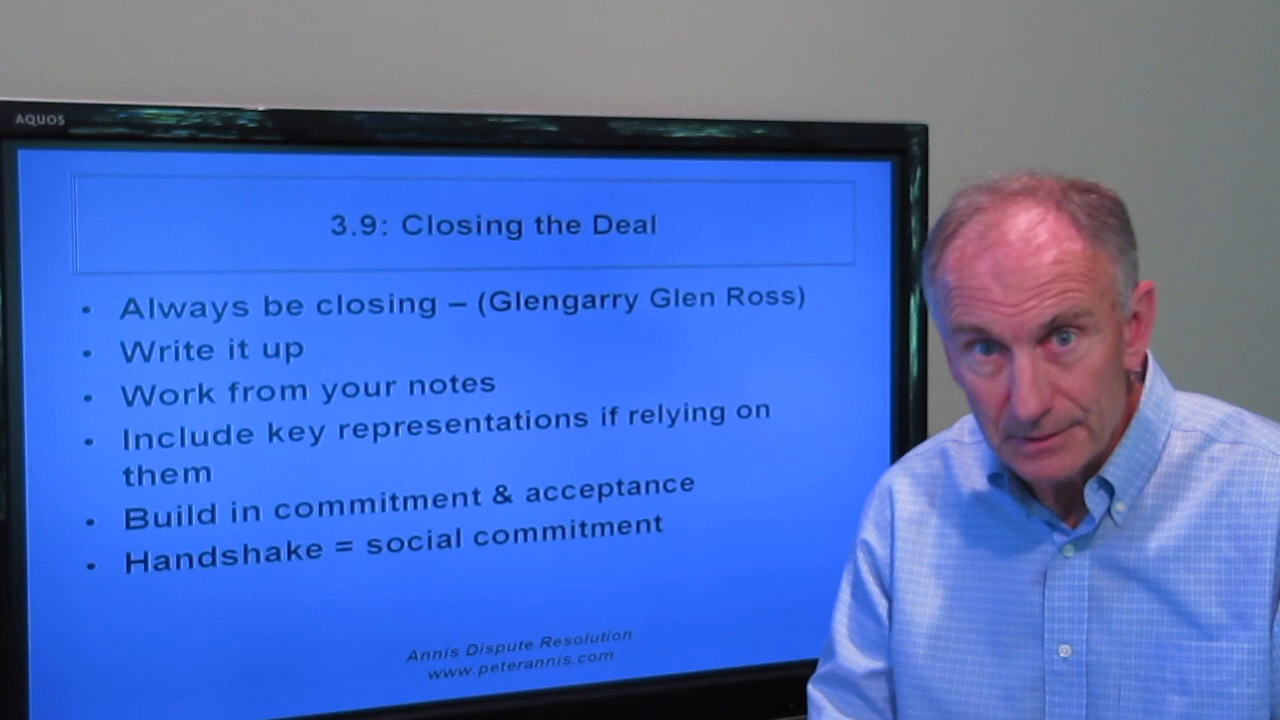 AQUOS
3.9: Closing the Deal
• Always be closing – (Glengarry Glen Ross)
• Write it up
• Work from your notes
• Include key representations if relying on
them
• Build in commitment & acceptance
• Handshake = social commitment
Annis Dispute Resolution
www.peterannis.com